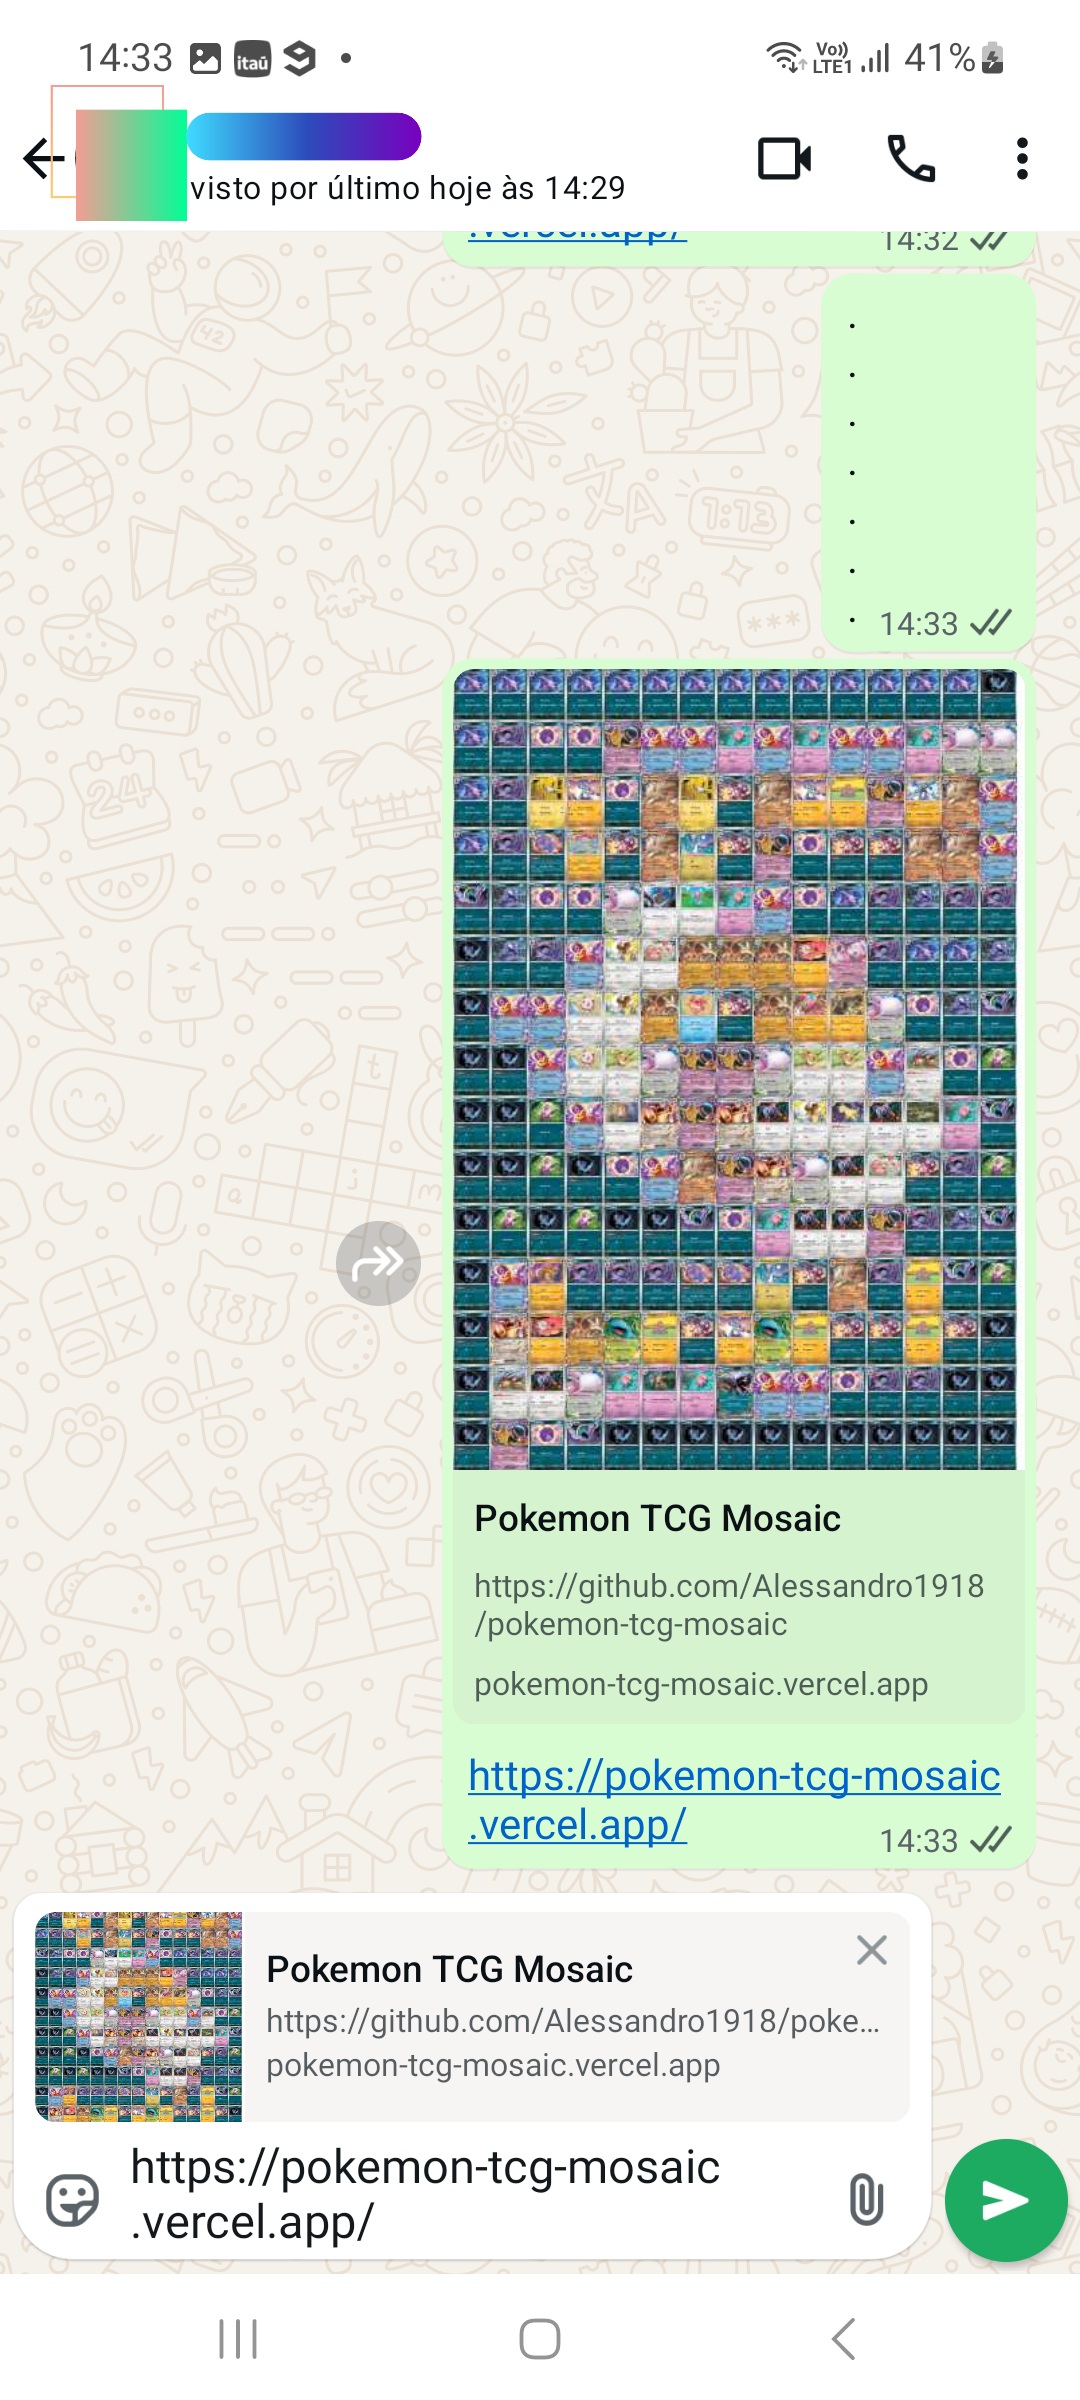 14:33
itaú
Vo))
LTE1
41%
visto por último hoje às 14:29
.vercel.app/
14:32
.
.
.
.
.
.
.
14:33
Pokemon TCG Mosaic
https://github.com/Alessandro1918
/pokemon-tcg-mosaic
pokemon-tcg-mosaic.vercel.app
https://pokemon-tcg-mosaic
.vercel.app/
14:33
Pokemon TCG Mosaic
https://github.com/Alessandro1918/poke...
pokemon-tcg-mosaic.vercel.app
https://pokemon-tcg-mosaic
.vercel.app/